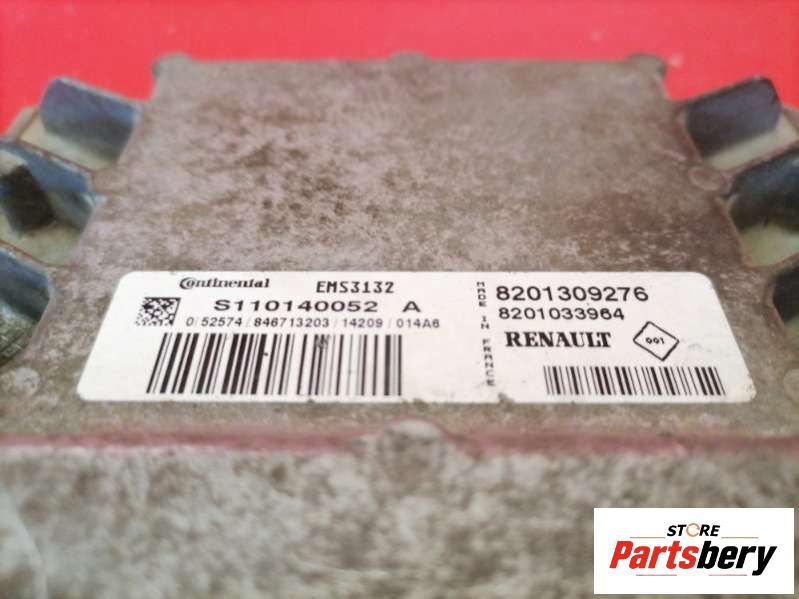 Continental EMS3132
S110140052 A
0/52574/846713203/14209/014A6
MADE IN FRANCE
8201309276
8201033964
RENAULT 001
STORE
Partsbery